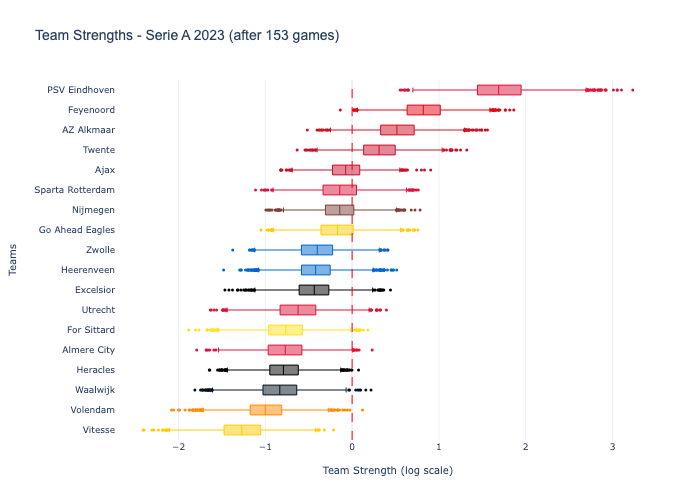 Team Strengths - Serie A 2023 (after 153 games)
PSV Eindhoven
Feyenoord
AZ Alkmaar
Twente
Ajax
Sparta Rotterdam
Nijmegen
Go Ahead Eagles
Zwolle
Heerenveen
Excelsior
Utrecht
For Sittard
Almere City
Heracles
Waalwijk
Volendam
Vitesse
Teams
−2 −1 0 1 2 3
Team Strength (log scale)